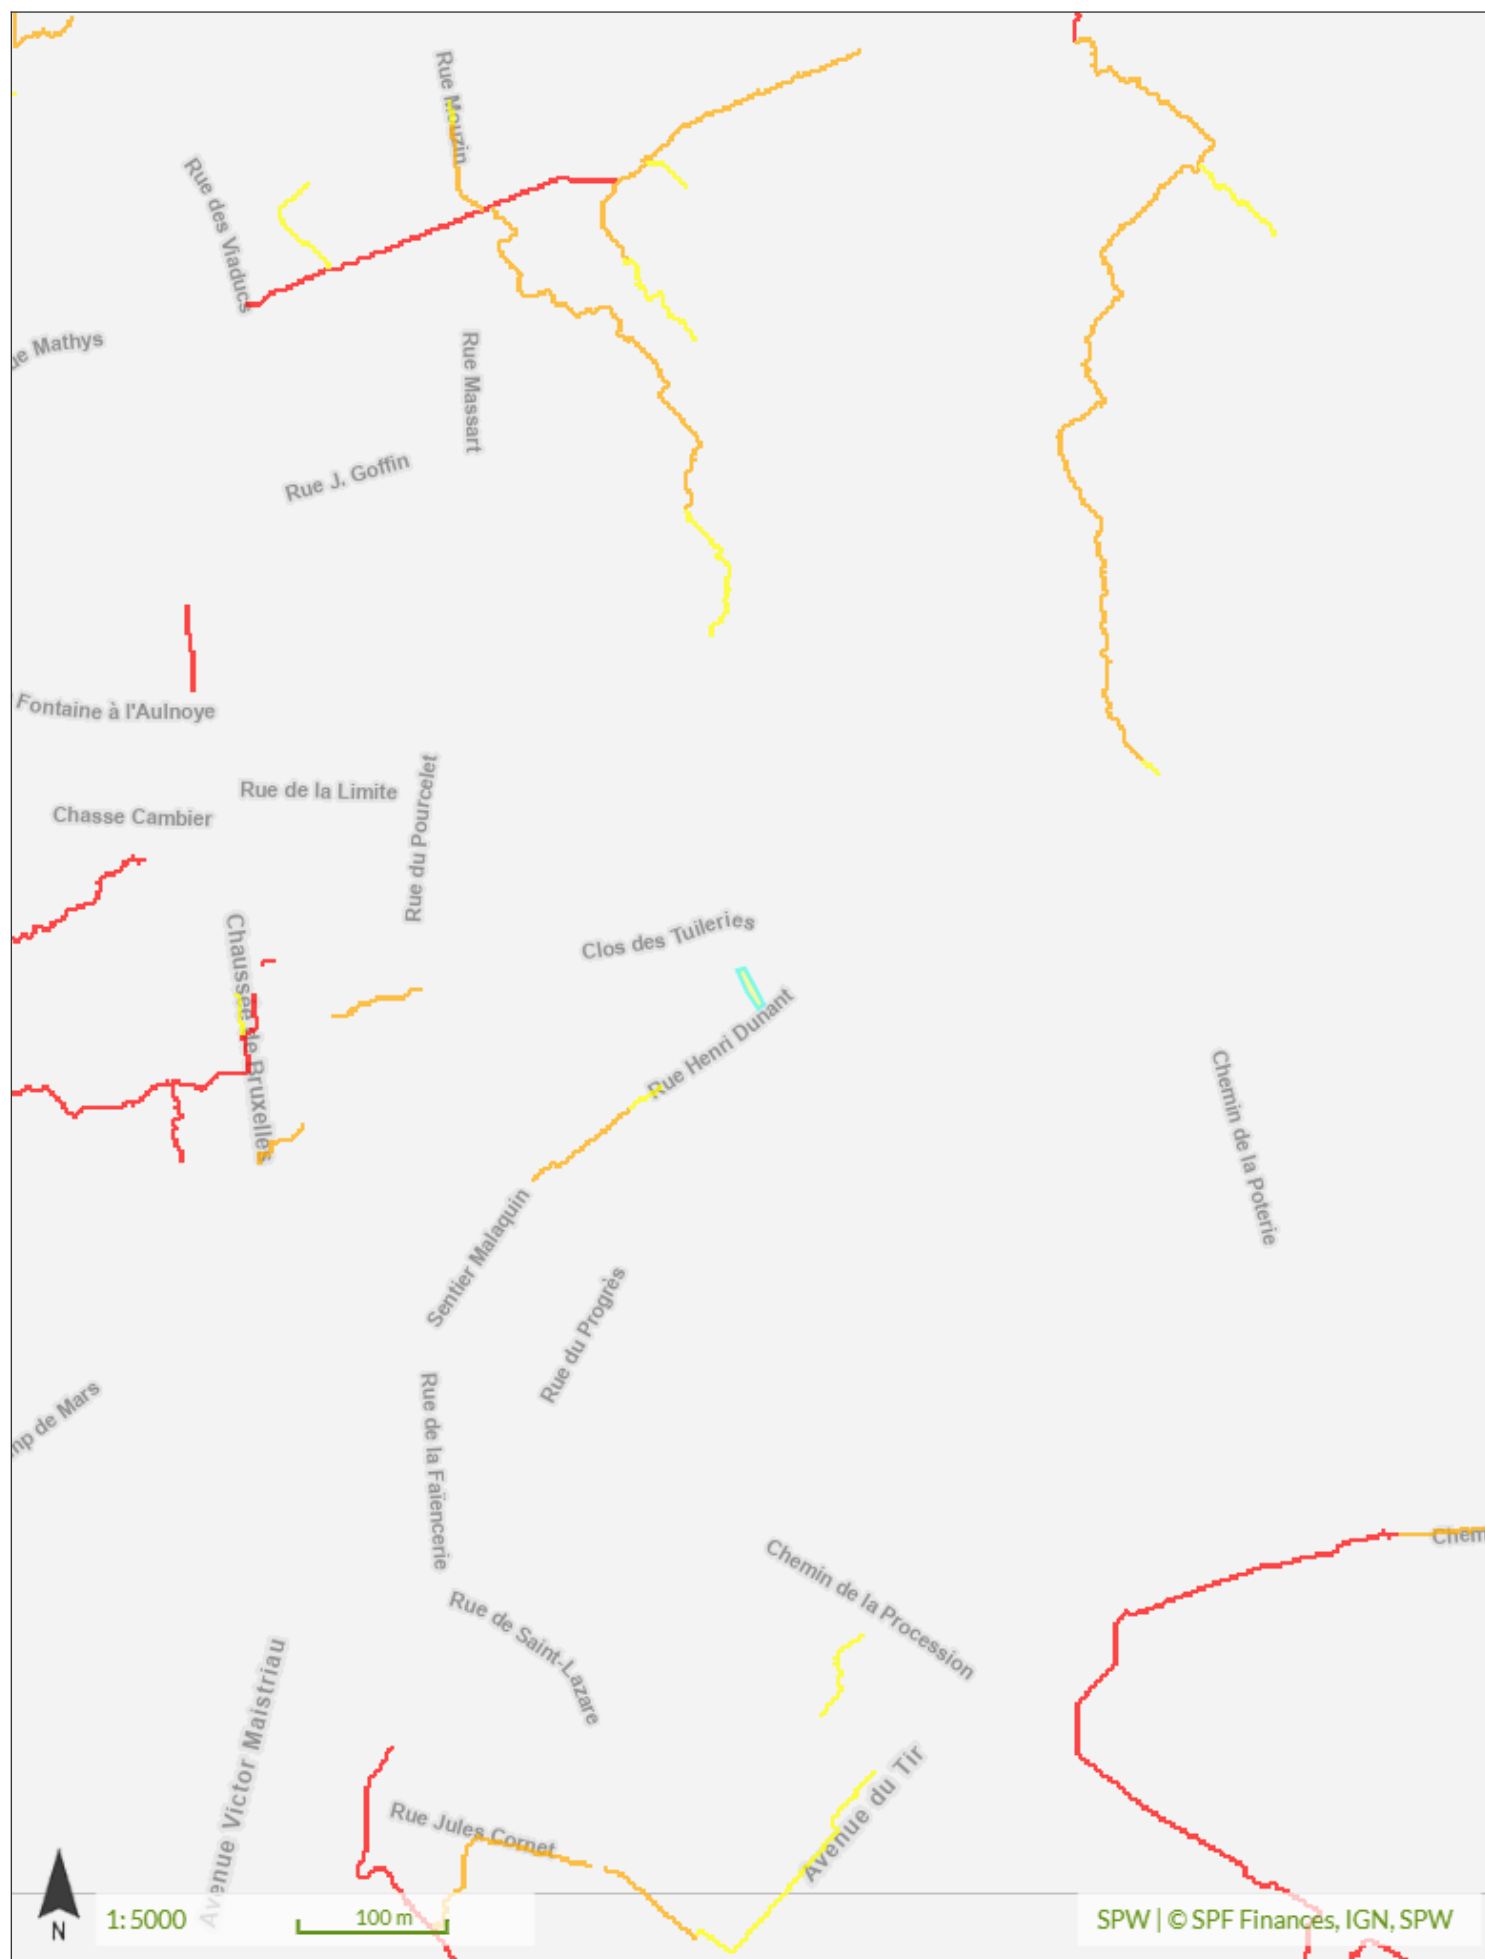 Rue Mouzin
Rue des Viaducs
ue Mathys
Rue Massart
Rue J. Goffin
Fontaine à l'Aulnoye
Rue de la Limite
Rue du Pourcelet
Chasse Cambier
Clos des Tuileries
Chaussée de Bruxelles
Rue Henri Dunant
Chemin de la Poterie
Sentier Malaquin
Rue du Progrès
mp de Mars
Rue de la Faïencerie
Chem
Chemin de la Procession
Rue de Saint-Lazare
Avenue Victor Maistriau
Avenue du Tir
Rue Jules Cornet
N
1:5000
100 m
SPW | © SPF Finances, IGN, SPW